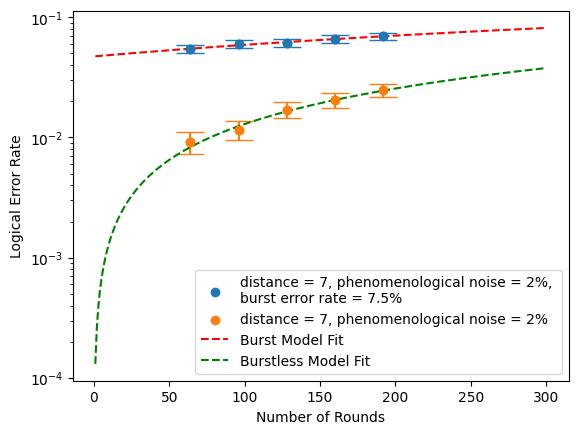 10⁻¹
10⁻²
10⁻³
10⁻⁴
Logical Error Rate
distance = 7, phenomenological noise = 2%,
burst error rate = 7.5%
distance = 7, phenomenological noise = 2%
Burst Model Fit
Burstless Model Fit
0 50 100 150 200 250 300
Number of Rounds